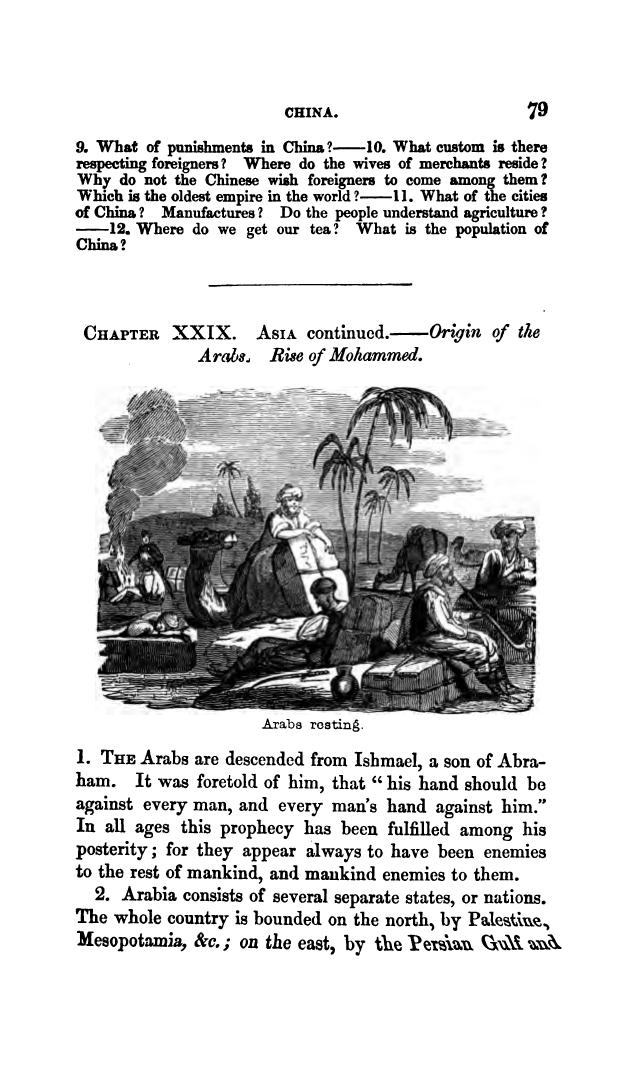 CHINA. 79
9. What of punishments in China?——10. What custom is there
respecting foreigners? Where do the wives of merchants reside?
Why do not the Chinese wish foreigners to come among them?
Which is the oldest empire in the world?——11. What of the cities
of China? Manufactures? Do the people understand agriculture?
——12. Where do we get our tea? What is the population of
China?
CHAPTER XXIX. ASIA continued.——Origin of the
Arabs. Rise of Mohammed.
Arabs resting.
1. THE Arabs are descended from Ishmael, a son of Abra-
ham. It was foretold of him, that “his hand should be
against every man, and every man's hand against him.”
In all ages this prophecy has been fulfilled among his
posterity; for they appear always to have been enemies
to the rest of mankind, and mankind enemies to them.
2. Arabia consists of several separate states, or nations.
The whole country is bounded on the north, by Palestine,
Mesopotamia, &c.; on the east, by the Persian Gulf and